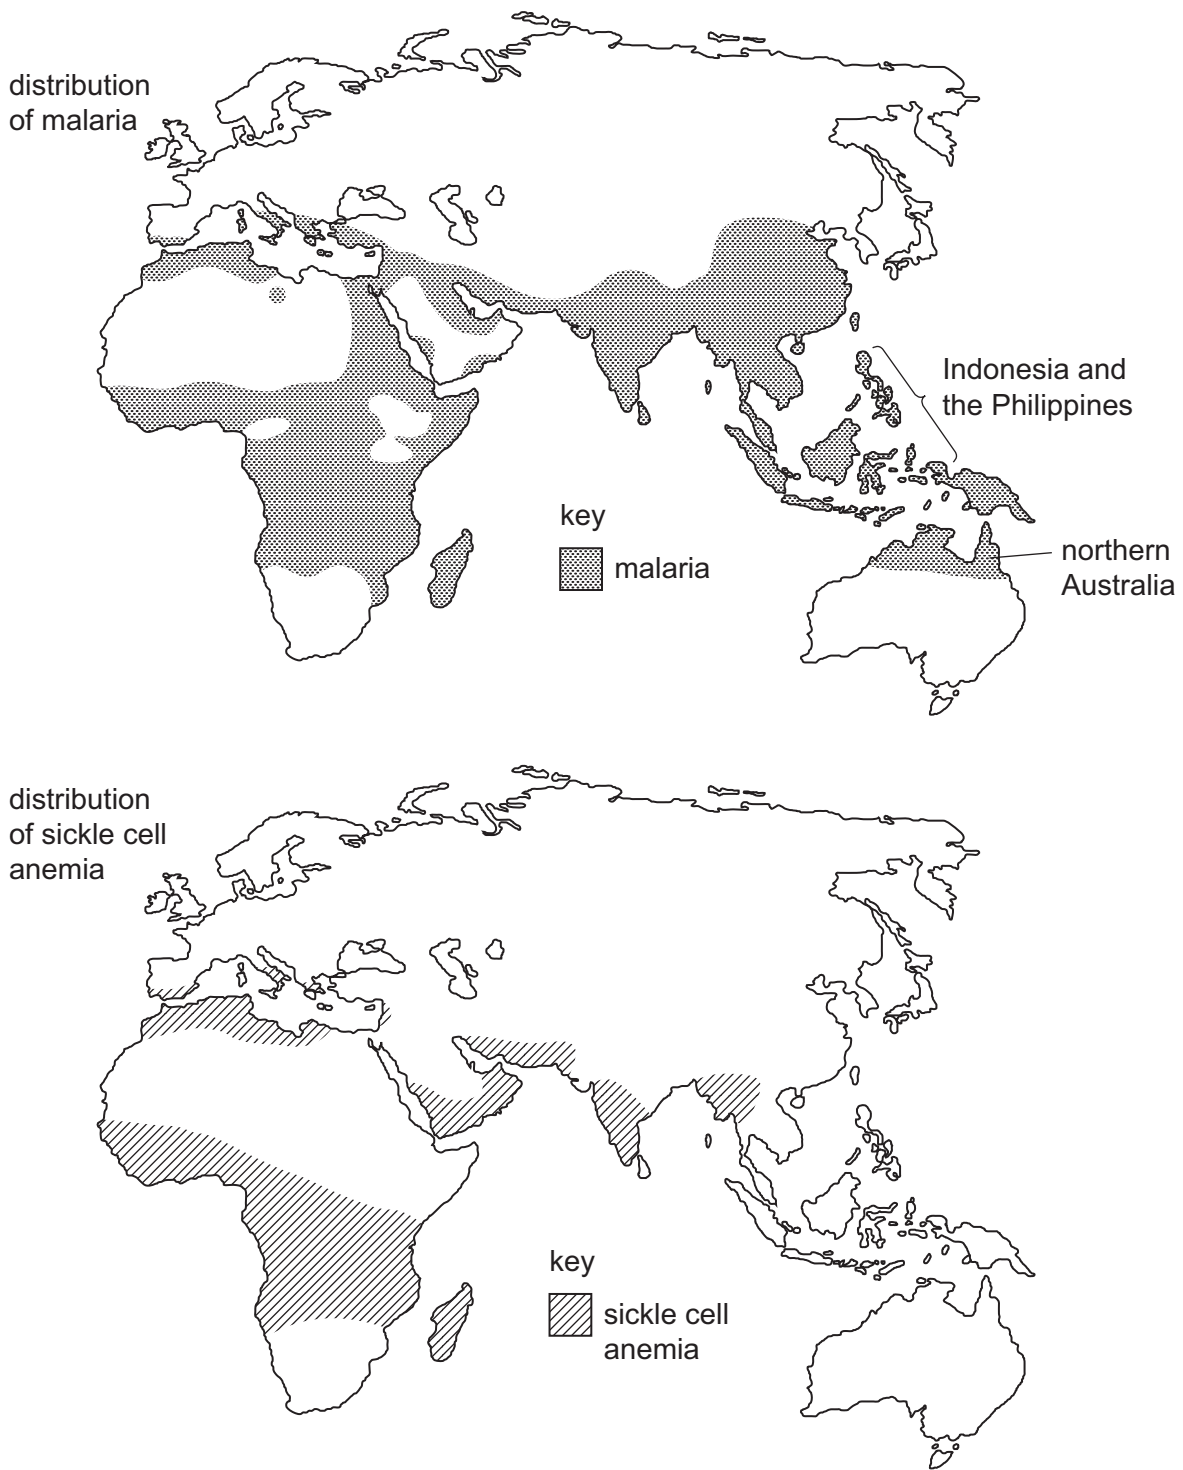 distribution
of malaria
Indonesia and
the Philippines
key
malaria
northern
Australia
distribution
of sickle cell
anemia
key
sickle cell
anemia